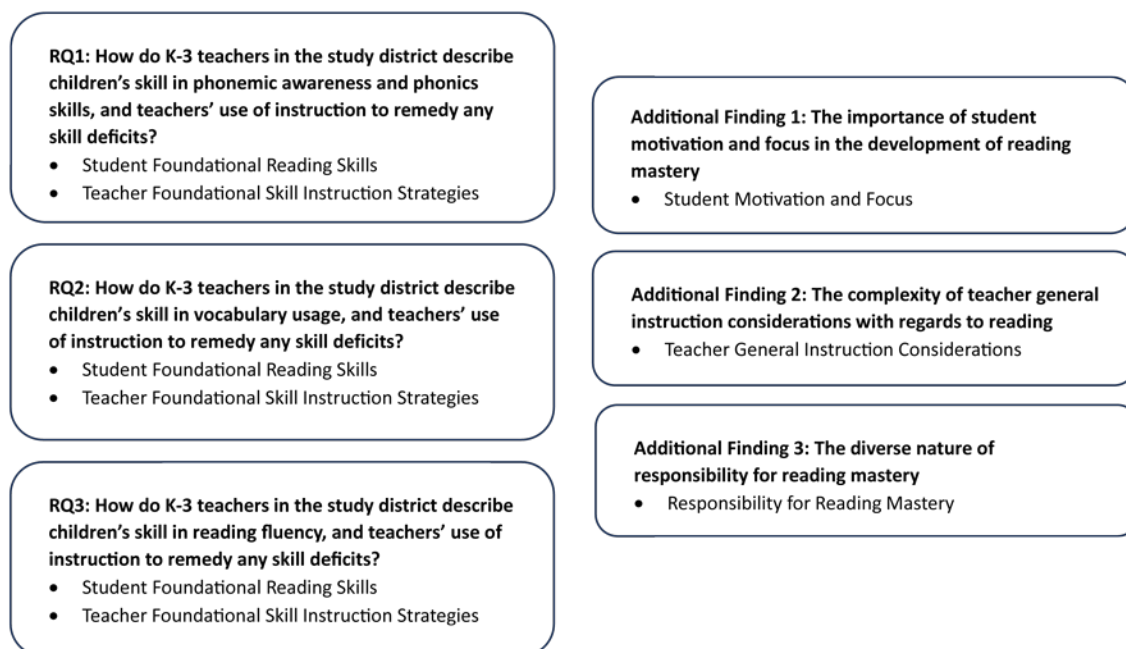 RQ1: How do K-3 teachers in the study district describe
children’s skill in phonemic awareness and phonics
skills, and teachers’ use of instruction to remedy any
skill deficits?
• Student Foundational Reading Skills
• Teacher Foundational Skill Instruction Strategies
RQ2: How do K-3 teachers in the study district describe
children’s skill in vocabulary usage, and teachers’ use
of instruction to remedy any skill deficits?
• Student Foundational Reading Skills
• Teacher Foundational Skill Instruction Strategies
RQ3: How do K-3 teachers in the study district describe
children’s skill in reading fluency, and teachers’ use of
instruction to remedy any skill deficits?
• Student Foundational Reading Skills
• Teacher Foundational Skill Instruction Strategies
Additional Finding 1: The importance of student
motivation and focus in the development of reading
mastery
• Student Motivation and Focus
Additional Finding 2: The complexity of teacher general
instruction considerations with regards to reading
• Teacher General Instruction Considerations
Additional Finding 3: The diverse nature of
responsibility for reading mastery
• Responsibility for Reading Mastery